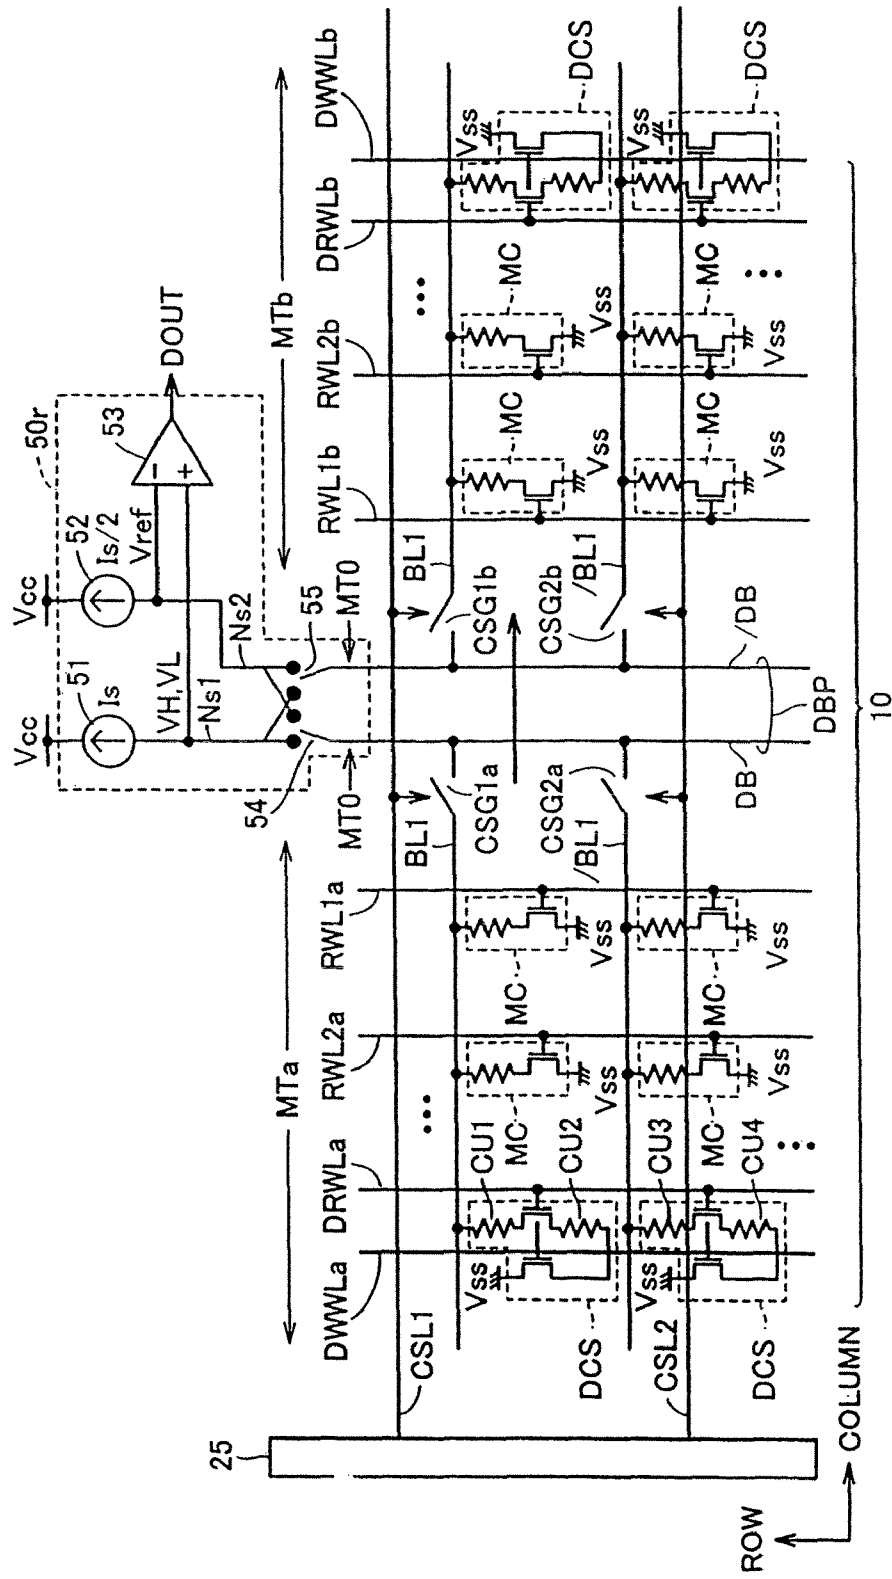 50r
Vcc
Vcc
51
52
Is
Is/2
Vref
53
DOUT
VH,VL
Ns1
Ns2
54
55
MT0
MT0
MTa
MTb
DWWLa
DRWLa
RWL2a
RWL1a
RWL1b
RWL2b
DRWLb
DWWLb
25
CSL1
BL1
BL1
CSG1a
CSG1b
•••
•••
Vss
CU1
CU2
MC
Vss
MC
Vss
MC
Vss
MC
Vss
Vss
DCS
DCS
/BL1
/BL1
CSG2a
CSG2b
CSL2
Vss
CU3
CU4
MC
Vss
MC
Vss
MC
Vss
MC
Vss
Vss
DCS
DCS
•••
•••
DB
/DB
DBP
10
ROW
COLUMN